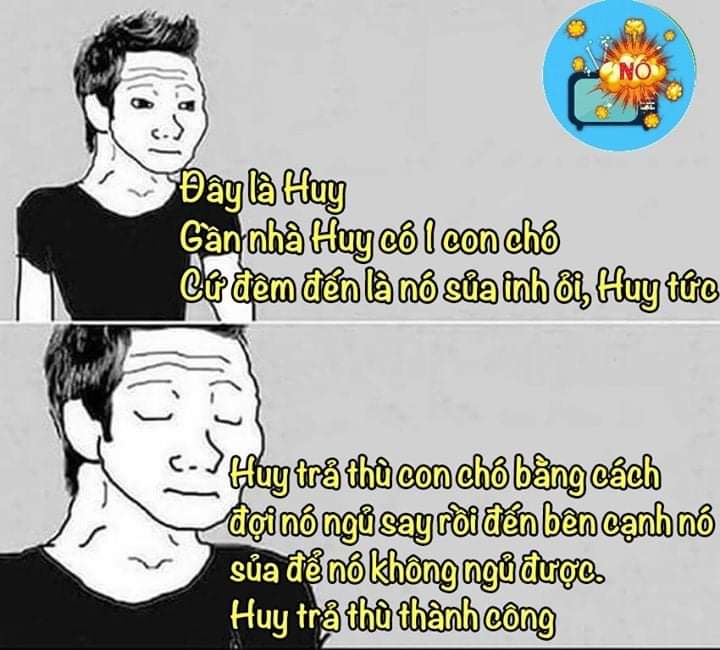 NỔ
Đây là Huy
Gần nhà Huy có 1 con chó
Cứ đêm đến là nó sủa inh ỏi, Huy tức
Huy trả thù con chó bằng cách
đợi nó ngủ say rồi đến bên cạnh nó
sủa để nó không ngủ được.
Huy trả thù thành công